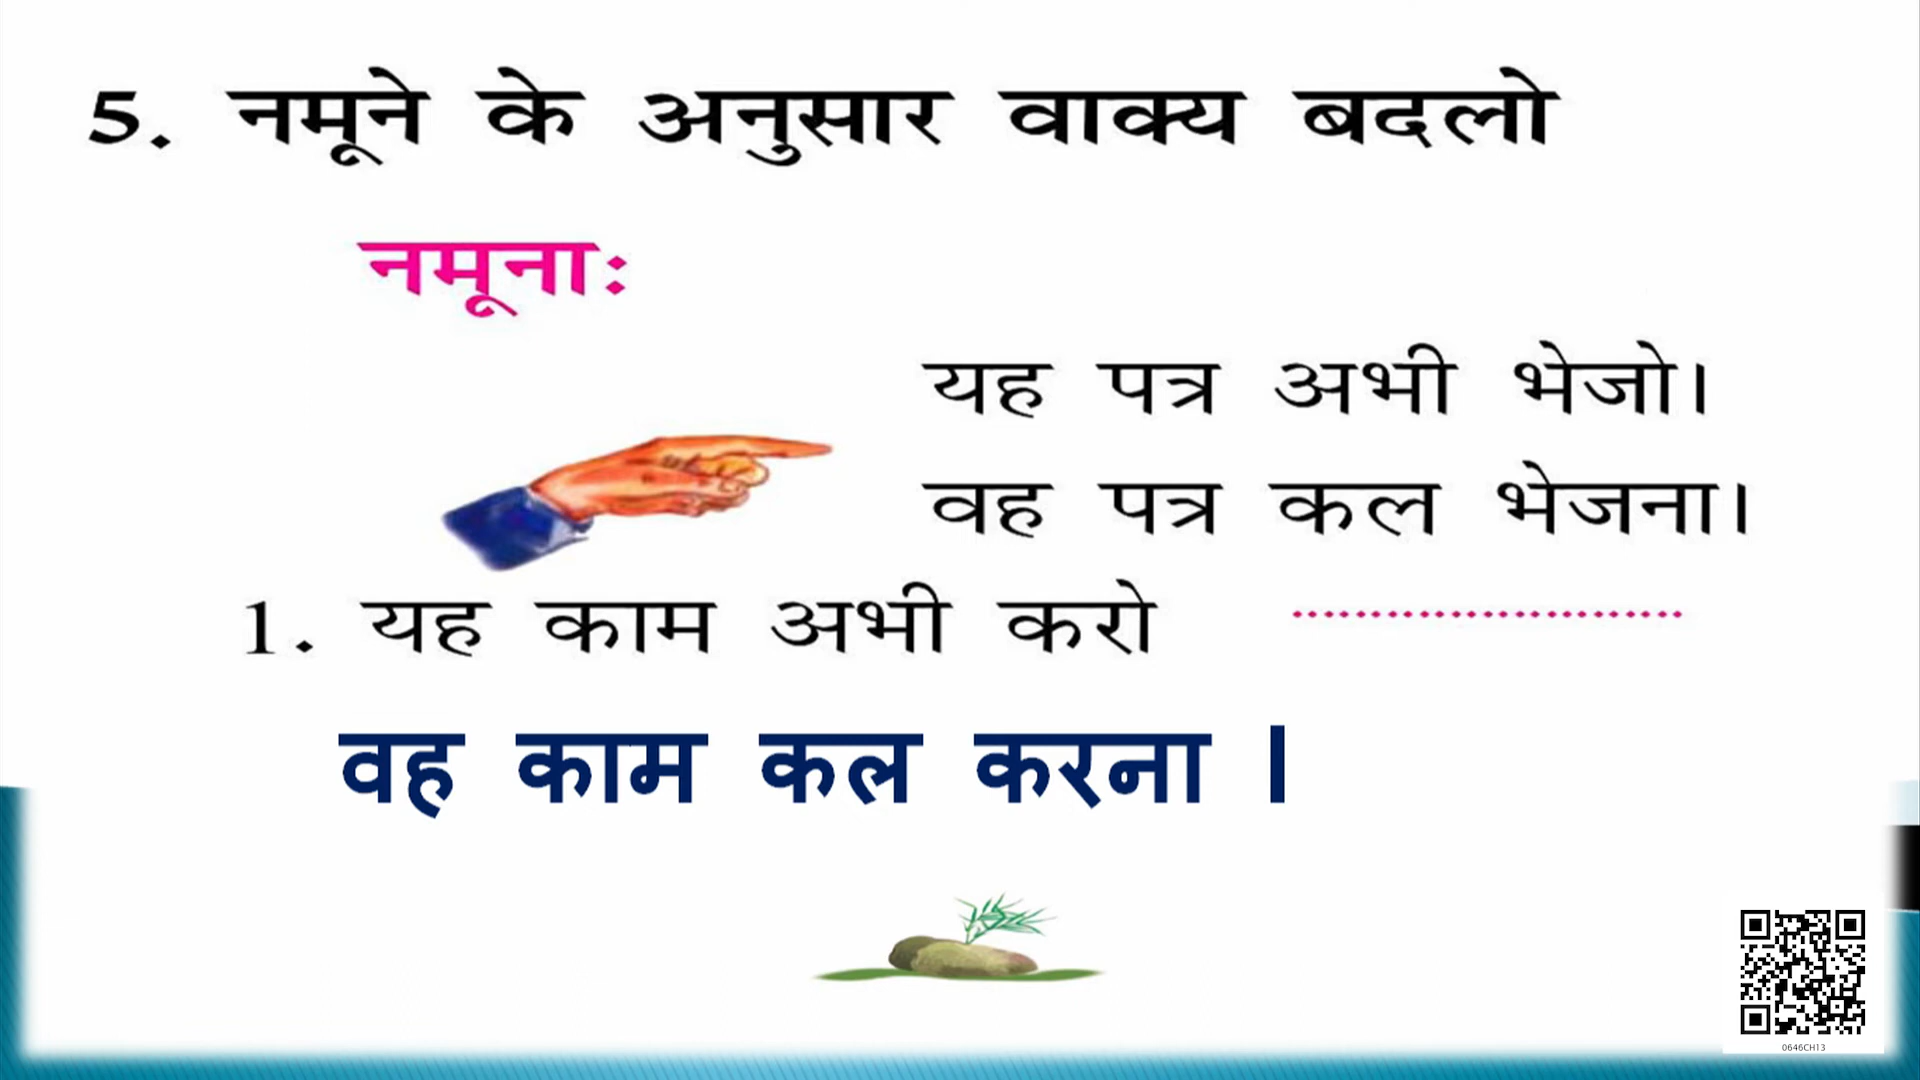 5. नमूने के अनुसार वाक्य बदलो
नमूनाः
यह पत्र अभी भेजो।
वह पत्र कल भेजना।
1. यह काम अभी करो ........................
वह काम कल करना ।
0646CH13